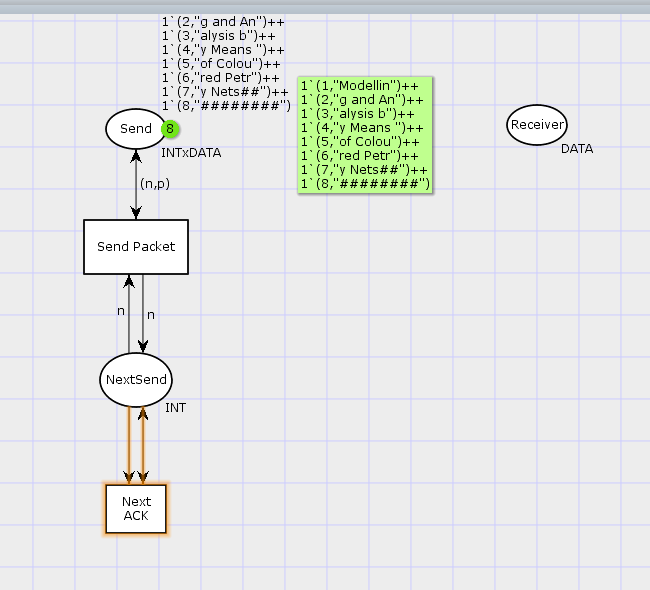 1`(2,"g and An")++
1`(3,"alysis b")++
1`(4,"y Means ")++
1`(5,"of Colou")++
1`(6,"red Petr")++
1`(7,"y Nets##")++
1`(8,"########")
1`(1,"Modellin")++
1`(2,"g and An")++
1`(3,"alysis b")++
1`(4,"y Means ")++
1`(5,"of Colou")++
1`(6,"red Petr")++
1`(7,"y Nets##")++
1`(8,"########")
Send
8
INTxDATA
Receiver
DATA
(n,p)
Send Packet
n
n
NextSend
INT
Next
ACK